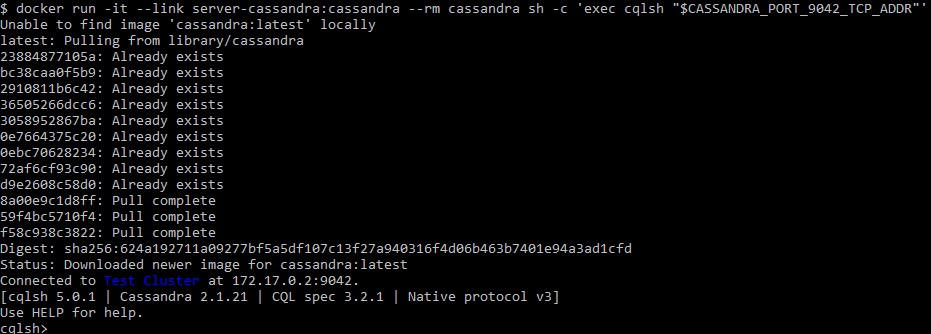 $ docker run -it --link server-cassandra:cassandra --rm cassandra sh -c 'exec cqlsh "$CASSANDRA_PORT_9042_TCP_ADDR"'
Unable to find image 'cassandra:latest' locally
latest: Pulling from library/cassandra
23884877105a: Already exists
bc38caa0f5b9: Already exists
2910811b6c42: Already exists
36505266dcc6: Already exists
3058952867ba: Already exists
0e7664375c20: Already exists
0ebc70628234: Already exists
72af6cf93c90: Already exists
d9e2608c58d0: Already exists
8a00e9c1d8ff: Pull complete
59f4bc5710f4: Pull complete
f58c938c3822: Pull complete
Digest: sha256:624a192711a09277bf5a5df107c13f27a940316f4d06b463b7401e94a3ad1cfd
Status: Downloaded newer image for cassandra:latest
Connected to Test Cluster at 172.17.0.2:9042.
[cqlsh 5.0.1 | Cassandra 2.1.21 | CQL spec 3.2.1 | Native protocol v3]
Use HELP for help.
cqlsh>